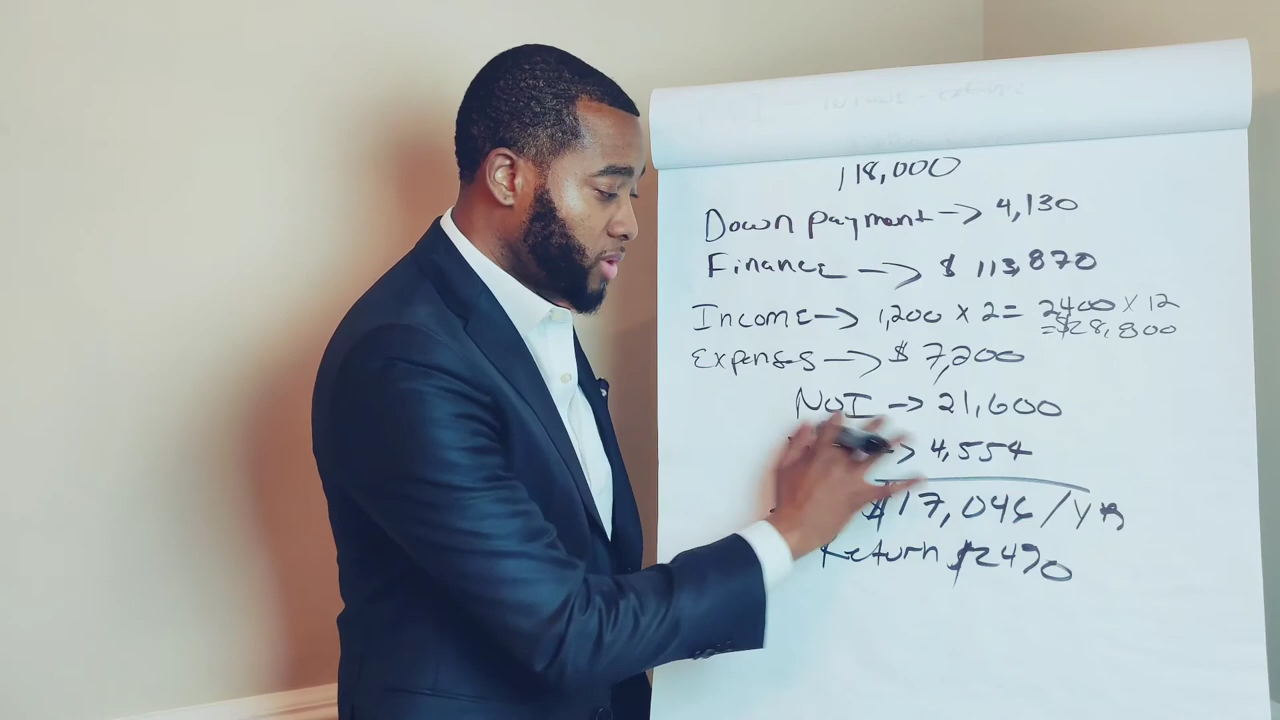 118,000
Down payment -> 4,130
Finance -> $ 113,870
Income -> 1,200 x 2 = 2400 x 12
= $28,800
Expenses -> $ 7,200
NOI -> 21,600
-> 4,554
$17,046/yr
Return $2490